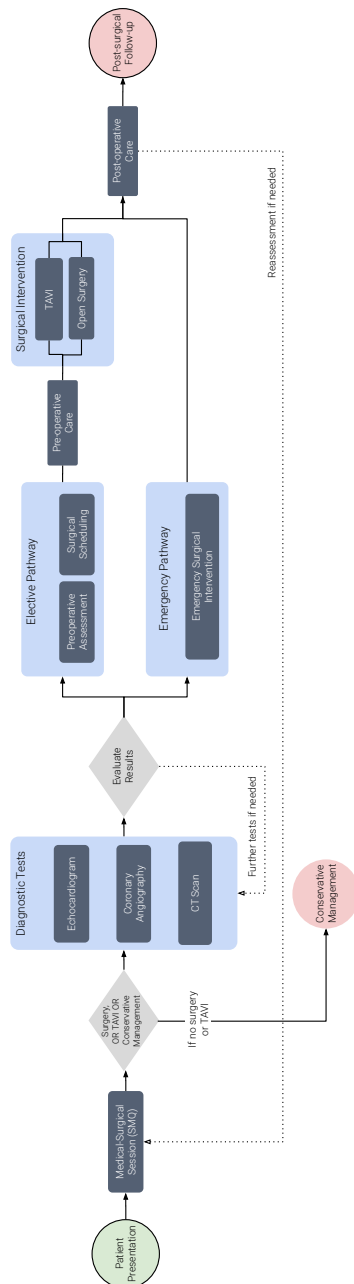 Patient
Presentation
Medical-Surgical
Session (SMQ)
Surgery,
OR TAVI OR
Conservative
Management
If no surgery
or TAVI
Conservative
Management
Diagnostic Tests
Echocardiogram
Coronary
Angiography
CT Scan
Evaluate
Results
Further tests if needed
Elective Pathway
Preoperative
Assessment
Surgical
Scheduling
Emergency Pathway
Emergency Surgical
Intervention
Pre-operative
Care
Surgical Intervention
TAVI
Open Surgery
Post-operative
Care
Reassessment if needed
Post-surgical
Follow-up